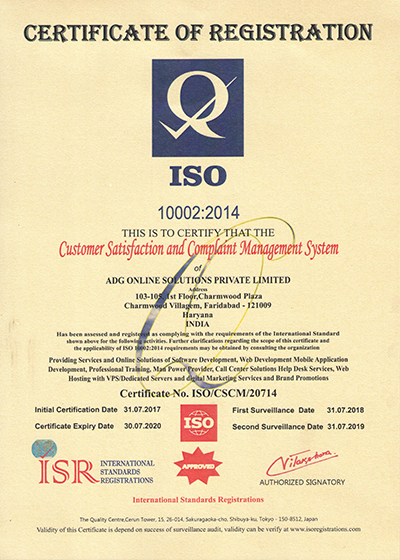 CERTIFICATE OF REGISTRATION
Q
ISO
10002:2014
THIS IS TO CERTIFY THAT THE
Customer Satisfaction and Complaint Management System
of
ADG ONLINE SOLUTIONS PRIVATE LIMITED
Address
103-105, 1st Floor,Charmwood Plaza
Charmwood Villagem, Faridabad - 121009
Haryana
INDIA
Has been assessed and registered as complying with the requirements of the International Standard
shown above for the following activities. Further clarifications regarding the scope of this certificate and
the applicability of ISO 10002:2014 requirements may be obtained by consulting the organization
Providing Services and Online Solutions of Software Development, Web Development Mobile Application
Development, Professional Training, Man Power Provider, Call Center Solutions Help Desk Services, Web
Hosting with VPS/Dedicated Servers and digital Marketing Services and Brand Promotions
Certificate No. ISO/CSCM/20714
Initial Certification Date 31.07.2017
First Surveillance Date 31.07.2018
Certificate Expiry Date 30.07.2020
Second Surveillance Date 31.07.2019
ISO
ISR
INTERNATIONAL
STANDARDS
REGISTRATIONS
APPROVED
AUTHORIZED SIGNATORY
International Standards Registrations
The Quality Centre,Cerun Tower, 15, 26-014, Sakuragaoka-cho, Shibuya-ku, Tokyo - 150-8512, Japan
Validity of this Certificate is depend on success of surveillance audit, validity can be verify at www.isoregistrations.com